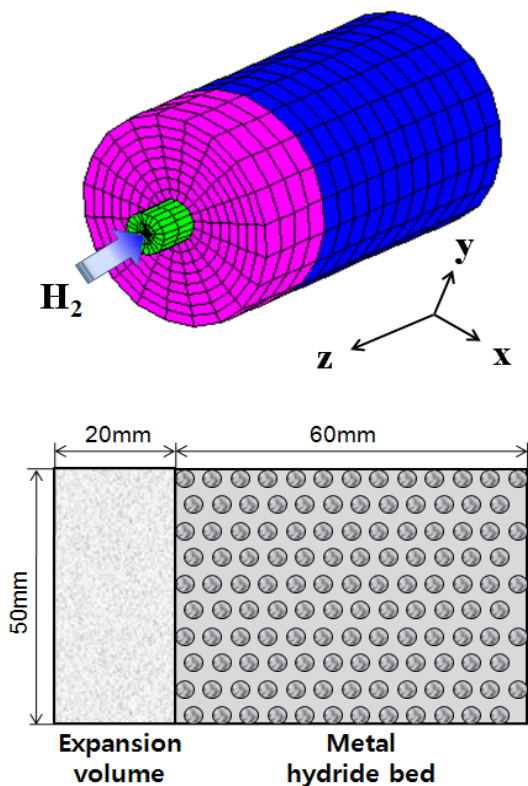 H₂
y
z
x
20mm
60mm
50mm
Expansion
volume
Metal
hydride bed